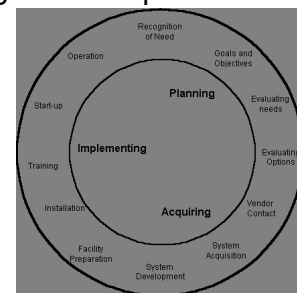 Recognition
of Need
Goals and
Objectives
Operation
Planning
Evaluating
needs
Start-up
Implementing
Evaluating
Options
Training
Vendor
Contact
Installation
Acquiring
System
Acquisition
Facility
Preparation
System
Development